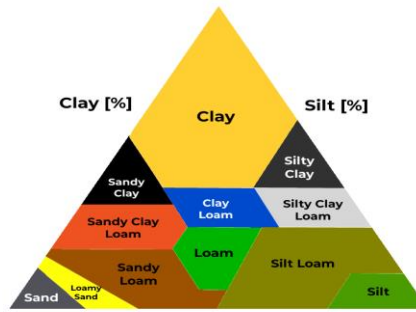 Clay [%]
Silt [%]
Clay
Sandy
Clay
Silty
Clay
Clay
Loam
Silty Clay
Loam
Sandy Clay
Loam
Loam
Sandy
Loam
Silt Loam
Loamy
Sand
Sand
Silt